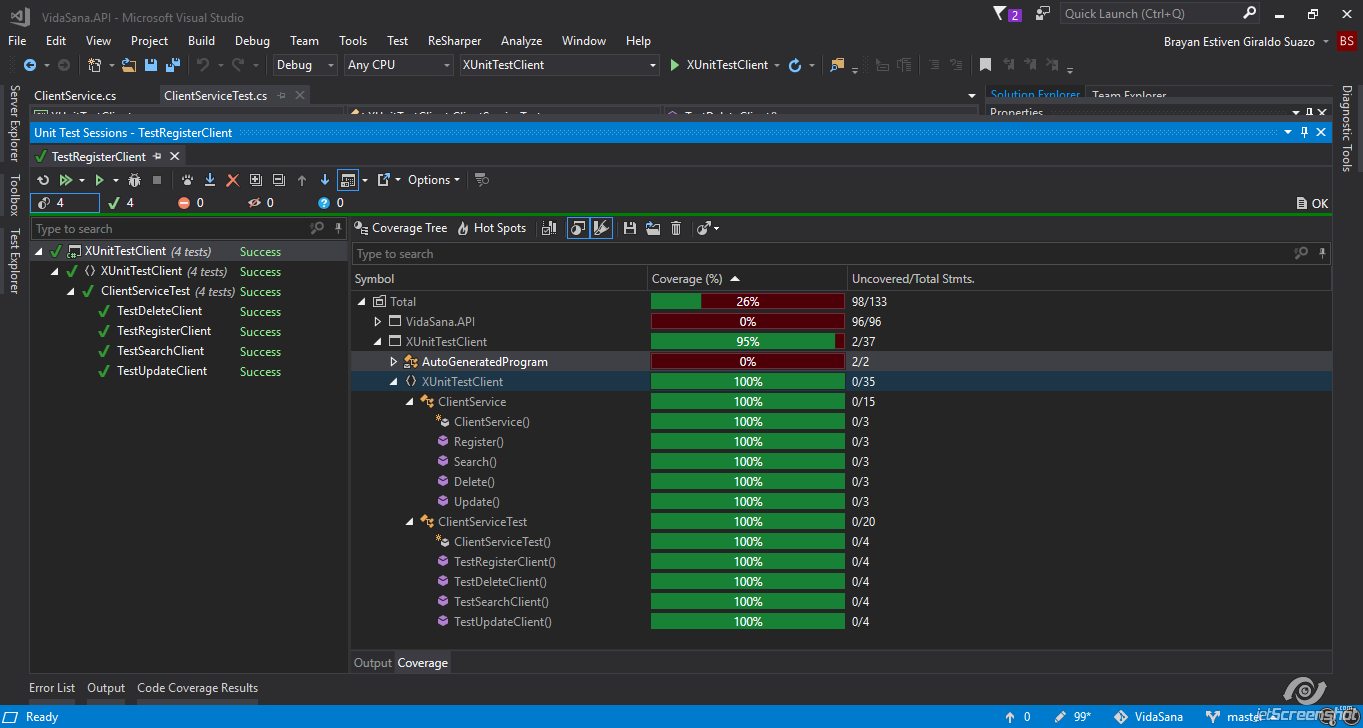 VidaSana.API - Microsoft Visual Studio
2
Quick Launch (Ctrl+Q)
File Edit View Project Build Debug Team Tools Test ReSharper Analyze Window Help
Brayan Estiven Giraldo Suazo BS
Debug Any CPU XUnitTestClient XUnitTestClient
ClientService.cs ClientServiceTest.cs
Solution Explorer Team Explorer
Properties
Server Explorer
Toolbox
Test Explorer
Diagnostic Tools
Unit Test Sessions - TestRegisterClient
TestRegisterClient
Options
4 4 0 0 0 OK
Type to search
XUnitTestClient (4 tests) Success
XUnitTestClient (4 tests) Success
ClientServiceTest (4 tests) Success
TestDeleteClient Success
TestRegisterClient Success
TestSearchClient Success
TestUpdateClient Success
Coverage Tree Hot Spots
Type to search
Symbol Coverage (%) Uncovered/Total Stmts.
Total 26% 98/133
VidaSana.API 0% 96/96
XUnitTestClient 95% 2/37
AutoGeneratedProgram 0% 2/2
XUnitTestClient 100% 0/35
ClientService 100% 0/15
ClientService() 100% 0/3
Register() 100% 0/3
Search() 100% 0/3
Delete() 100% 0/3
Update() 100% 0/3
ClientServiceTest 100% 0/20
ClientServiceTest() 100% 0/4
TestRegisterClient() 100% 0/4
TestDeleteClient() 100% 0/4
TestSearchClient() 100% 0/4
TestUpdateClient() 100% 0/4
Output Coverage
Error List Output Code Coverage Results
Ready 0 99* VidaSana master
jetScreenshot
.com